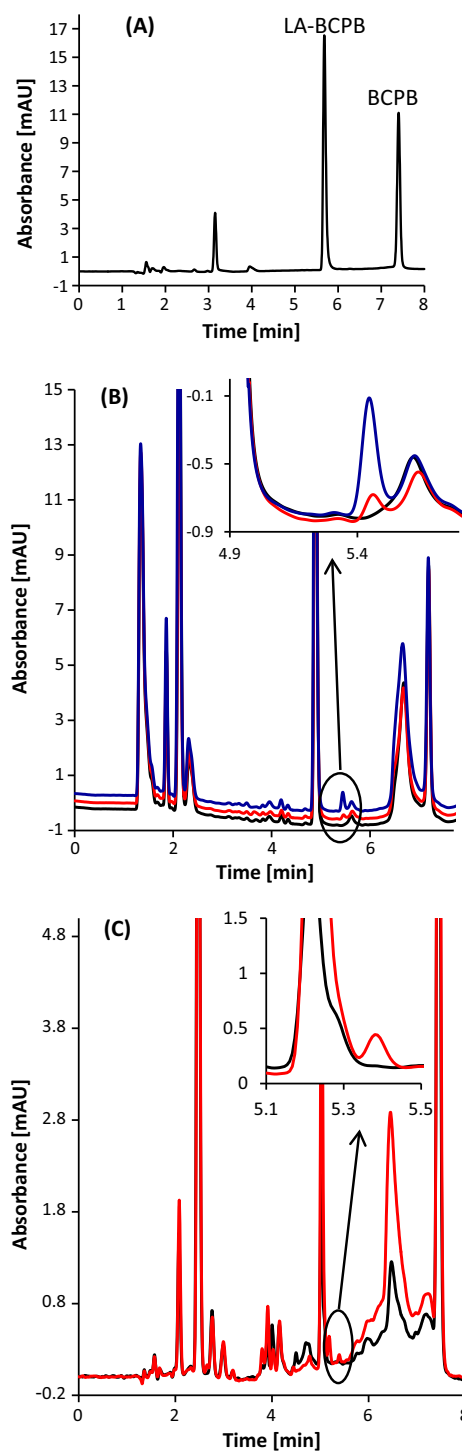 (A)
LA-BCPB
BCPB
Absorbance [mAU]
17
15
13
11
9
7
5
3
1
-1
0 1 2 3 4 5 6 7 8
Time [min]
(B)
Absorbance [mAU]
15
13
11
9
7
5
3
1
-1
-0.1
-0.5
-0.9
4.9 5.4
0 2 4 6
Time [min]
(C)
Absorbance [mAU]
4.8
3.8
2.8
1.8
0.8
-0.2
1.5
1
0.5
0
5.1 5.3 5.5
0 2 4 6 8
Time [min]